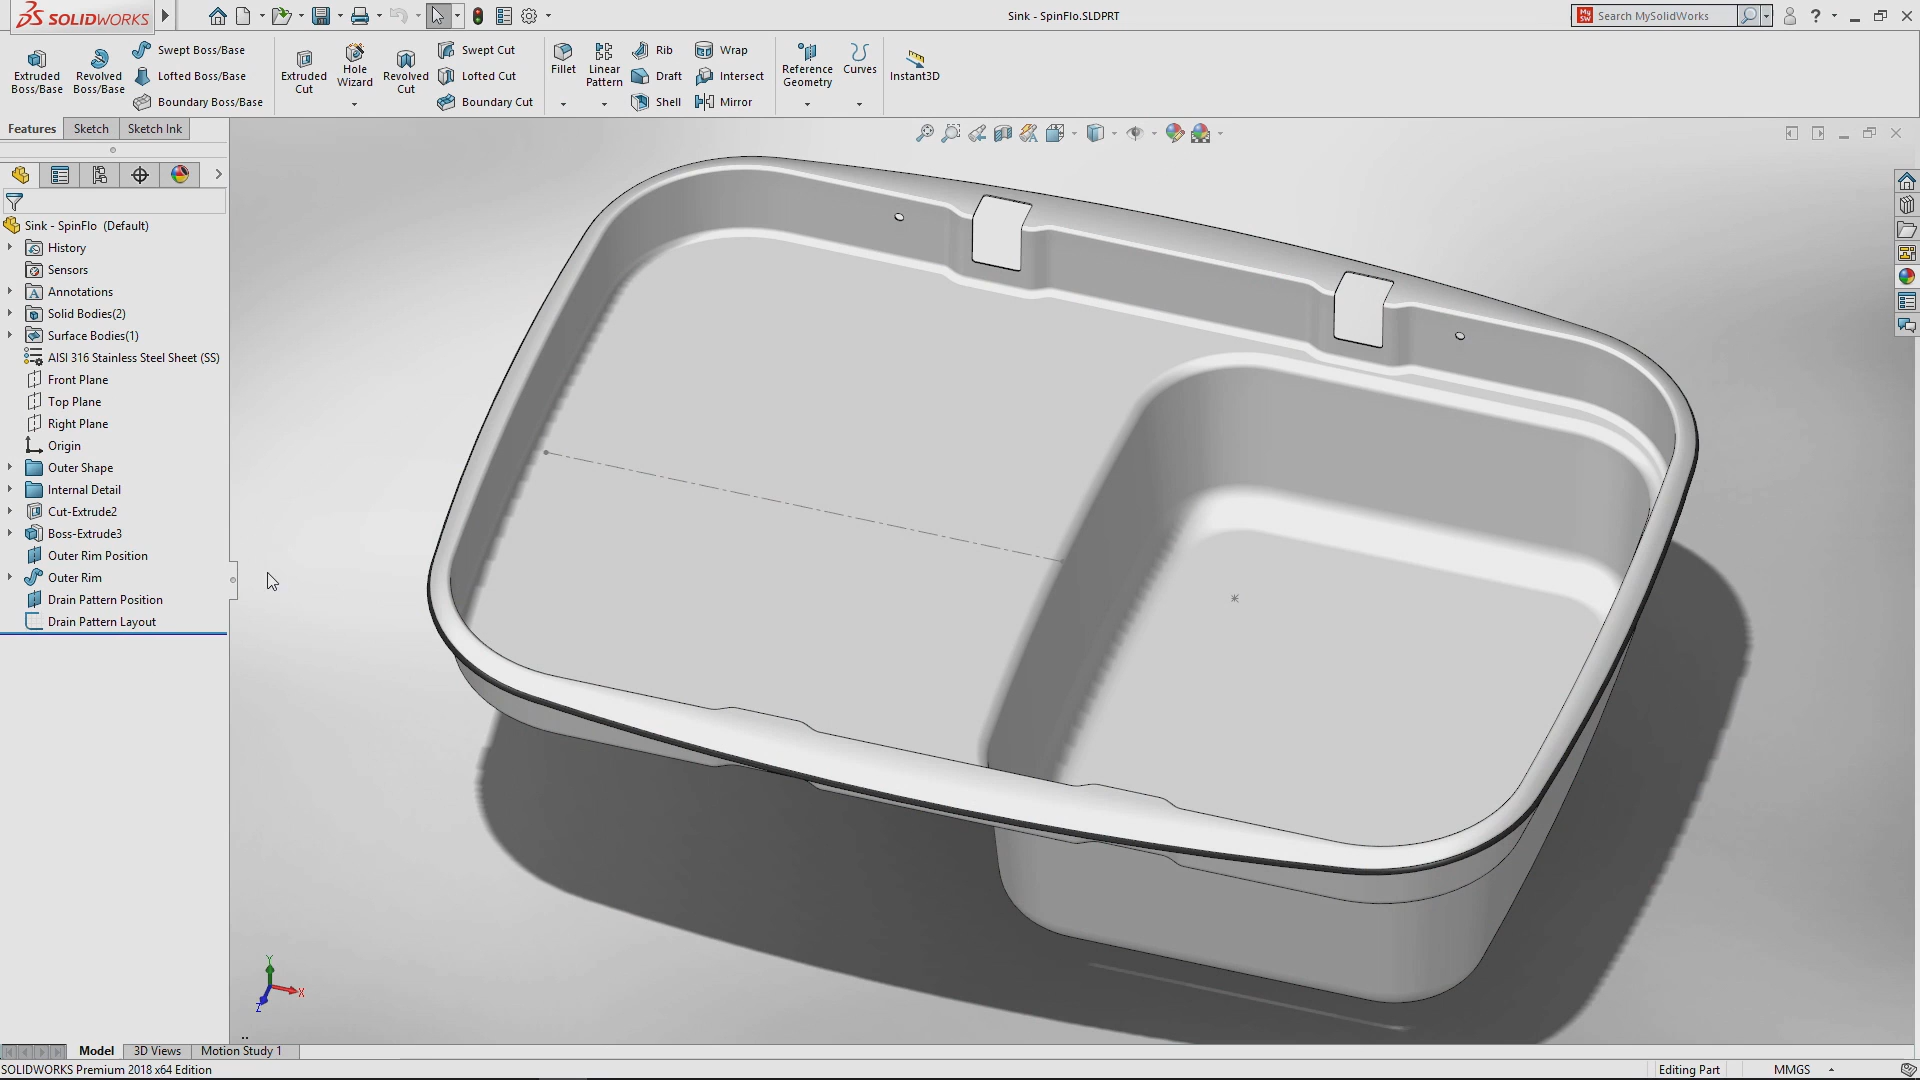 SOLIDWORKS
Sink - SpinFlo.SLDPRT
My SW
Search MySolidWorks
?
Extruded Boss/Base
Revolved Boss/Base
Swept Boss/Base
Lofted Boss/Base
Boundary Boss/Base
Extruded Cut
Hole Wizard
Revolved Cut
Swept Cut
Lofted Cut
Boundary Cut
Fillet
Linear Pattern
Rib
Draft
Shell
Wrap
Intersect
Mirror
Reference Geometry
Curves
Instant3D
Features
Sketch
Sketch Ink
Sink - SpinFlo (Default)
History
Sensors
Annotations
Solid Bodies(2)
Surface Bodies(1)
AISI 316 Stainless Steel Sheet (SS)
Front Plane
Top Plane
Right Plane
Origin
Outer Shape
Internal Detail
Cut-Extrude2
Boss-Extrude3
Outer Rim Position
Outer Rim
Drain Pattern Position
Drain Pattern Layout
Y
X
Z
Model
3D Views
Motion Study 1
SOLIDWORKS Premium 2018 x64 Edition
Editing Part
MMGS